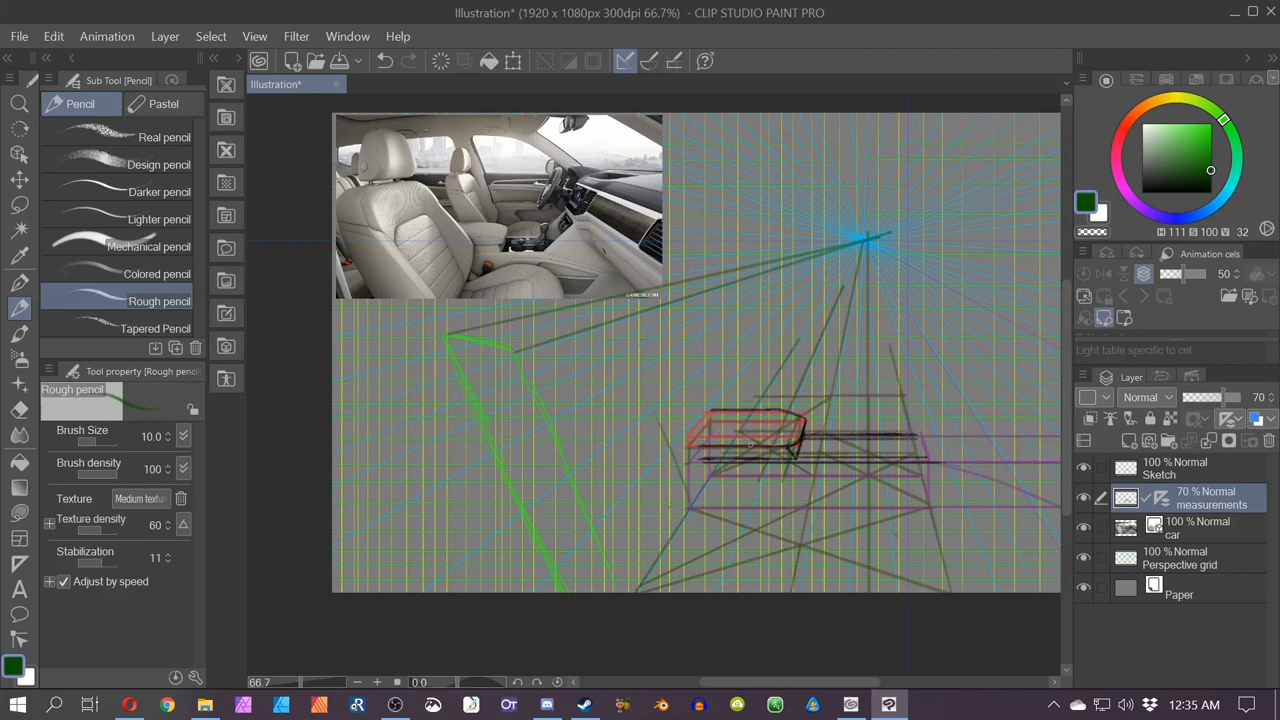 Illustration* (1920 x 1080px 300dpi 66.7%) - CLIP STUDIO PAINT PRO
File Edit Animation Layer Select View Filter Window Help
Sub Tool [Pencil]
Illustration*
Pencil Pastel
Real pencil
Design pencil
Darker pencil
Lighter pencil
Mechanical pencil
Colored pencil
Rough pencil
Tapered Pencil
Tool property [Rough pencil]
Rough pencil
Brush Size 10.0
Brush density 100
Texture Medium texture
Texture density 60
Stabilization 11
Adjust by speed
CARBUZZ.COM
66.7 0.0
H 111 S 100 V 32
Animation cells
50
Light table specific to cel
Layer
Normal 70
100 % Normal
Sketch
70 % Normal
measurements
100 % Normal
car
100 % Normal
Perspective grid
Paper
12:35 AM